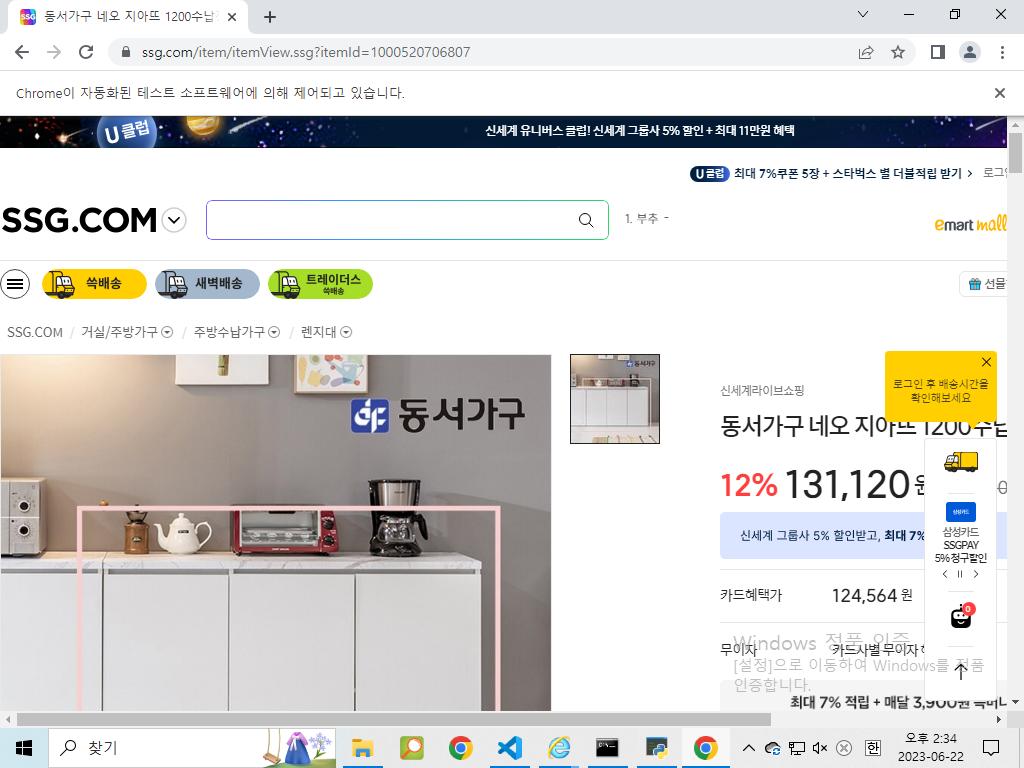 동서가구 네오 지아뜨 1200수납
ssg.com/item/itemView.ssg?itemId=1000520706807
Chrome이 자동화된 테스트 소프트웨어에 의해 제어되고 있습니다.
U클럽
신세계 유니버스 클럽! 신세계 그룹사 5% 할인 + 최대 11만원 혜택
U클럽 최대 7%쿠폰 5장 + 스타벅스 별 더블적립 받기 >
로그인
SSG.COM
1. 부추 -
emart mall
쓱배송
새벽배송
트레이더스
쓱배송
선물
SSG.COM / 거실/주방가구 / 주방수납가구 / 렌지대
동서가구
로그인 후 배송시간을
확인해보세요
신세계라이브쇼핑
동서가구 네오 지아뜨 1200수납
12% 131,120 원
신세계 그룹사 5% 할인받고, 최대 7%
삼성카드
삼성카드
SSGPAY
5% 청구할인
카드혜택가 124,564 원
0
무이자 카드사별 무이자
Windows 정품 인증
[설정]으로 이동하여 Windows를 정품
인증합니다.
최대 7% 적립 + 매달 3,900원 쓱머니
찾기
오후 2:34
한
2023-06-22